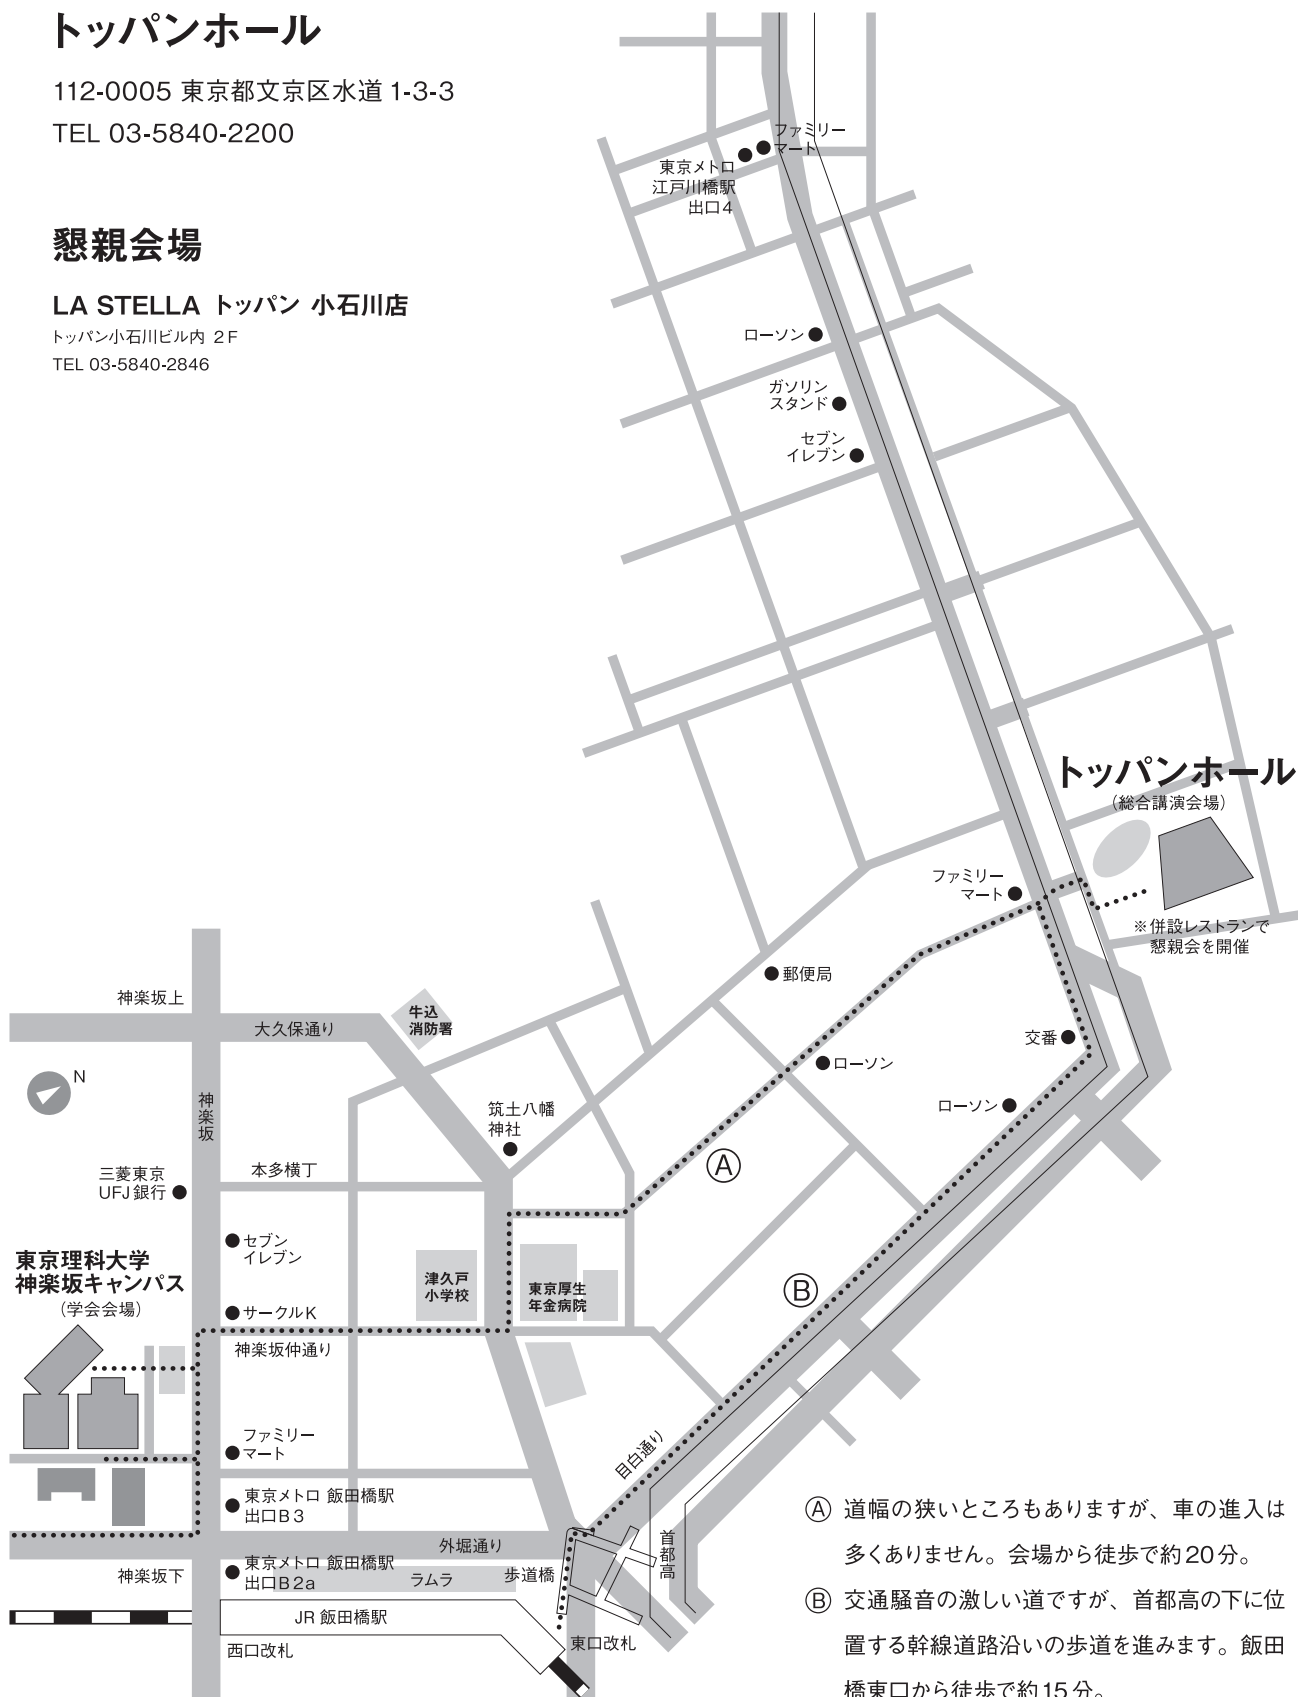 トッパンホール
112-0005 東京都文京区水道 1-3-3
TEL 03-5840-2200
懇親会場
LA STELLA トッパン 小石川店
トッパン小石川ビル内 2F
TEL 03-5840-2846
ファミリー
マート
東京メトロ
江戸川橋駅
出口4
ローソン
ガソリン
スタンド
セブン
イレブン
トッパンホール
(総合講演会場)
ファミリー
マート
※併設レストランで
懇親会を開催
郵便局
神楽坂上
大久保通り
牛込
消防署
交番
ローソン
N
神楽坂
筑土八幡
神社
ローソン
三菱東京
UFJ銀行
本多横丁
Ⓐ
セブン
イレブン
東京理科大学
神楽坂キャンパス
(学会会場)
津久戸
小学校
東京厚生
年金病院
Ⓑ
サークルK
神楽坂仲通り
ファミリー
マート
目白通り
東京メトロ 飯田橋駅
出口B3
外堀通り
首都高
神楽坂下
東京メトロ 飯田橋駅
出口B2a
ラムラ
歩道橋
JR 飯田橋駅
西口改札
東口改札
Ⓐ 道幅の狭いところもありますが、車の進入は
多くありません。会場から徒歩で約20分。
Ⓑ 交通騒音の激しい道ですが、首都高の下に位
置する幹線道路沿いの歩道を進みます。飯田
橋東口から徒歩で約15分。